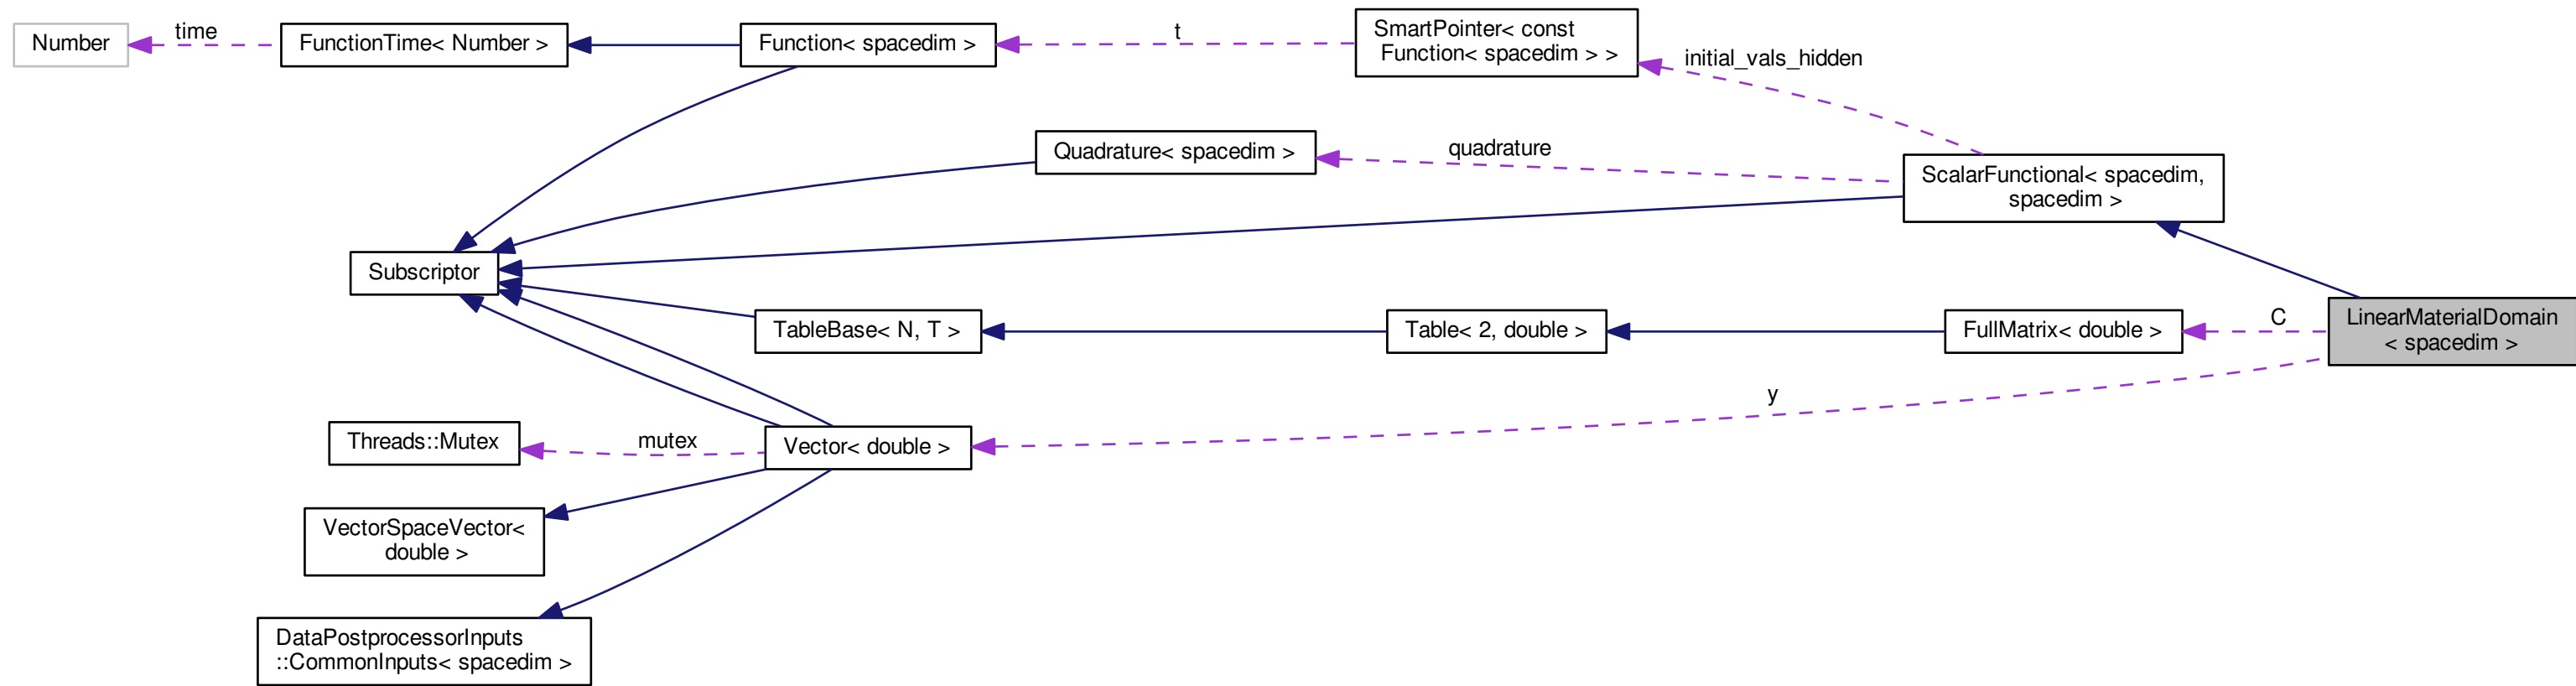 Number
time
FunctionTime< Number >
Function< spacedim >
t
SmartPointer< const
Function< spacedim > >
initial_vals_hidden
Quadrature< spacedim >
quadrature
ScalarFunctional< spacedim,
spacedim >
Subscriptor
TableBase< N, T >
Table< 2, double >
FullMatrix< double >
C
LinearMaterialDomain
< spacedim >
y
Threads::Mutex
mutex
Vector< double >
VectorSpaceVector<
double >
DataPostprocessorInputs
::CommonInputs< spacedim >